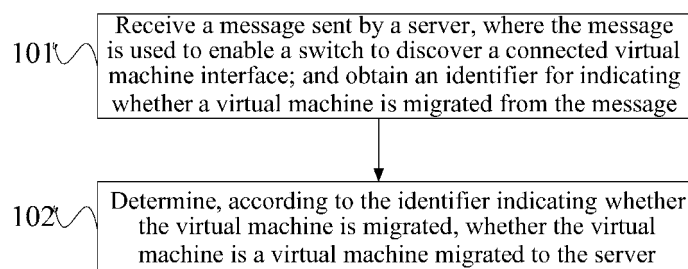 101
Receive a message sent by a server, where the message
is used to enable a switch to discover a connected virtual
machine interface; and obtain an identifier for indicating
whether a virtual machine is migrated from the message
102
Determine, according to the identifier indicating whether
the virtual machine is migrated, whether the virtual
machine is a virtual machine migrated to the server